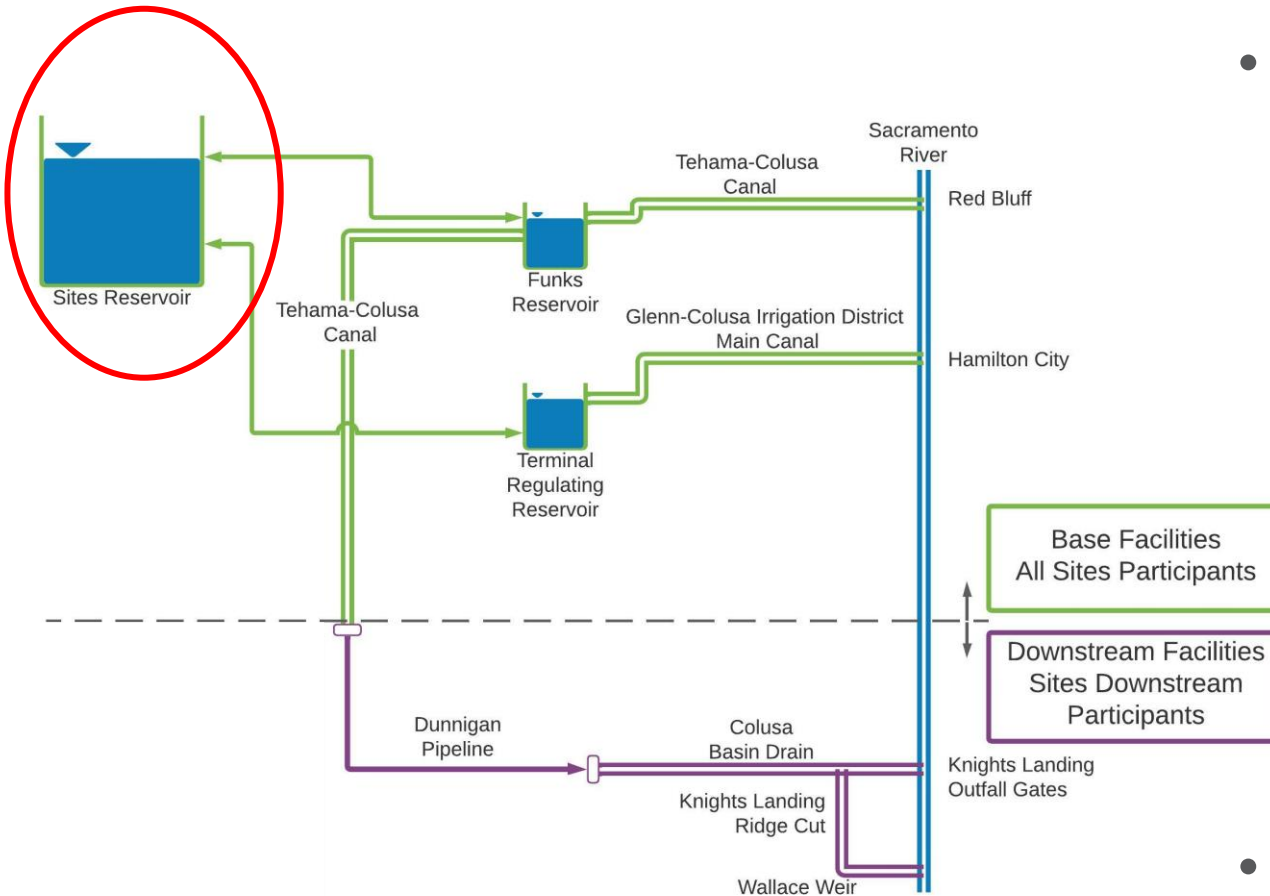 Sacramento
River
Tehama-Colusa
Canal
Red Bluff
Sites Reservoir
Funks
Reservoir
Tehama-Colusa
Canal
Glenn-Colusa Irrigation District
Main Canal
Hamilton City
Terminal
Regulating
Reservoir
Base Facilities
All Sites Participants
Downstream Facilities
Sites Downstream
Participants
Dunnigan
Pipeline
Colusa
Basin Drain
Knights Landing
Outfall Gates
Knights Landing
Ridge Cut
Wallace Weir